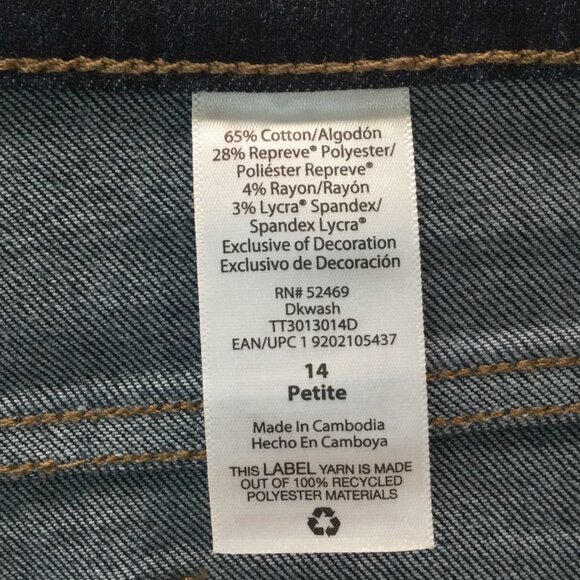 65% Cotton/Algodón
28% Repreve® Polyester/
Poliéster Repreve®
4% Rayon/Rayón
3% Lycra® Spandex/
Spandex Lycra®
Exclusive of Decoration
Exclusivo de Decoración
RN# 52469
Dkwash
TT3013014D
EAN/UPC 1 9202105437
14
Petite
Made In Cambodia
Hecho En Camboya
THIS LABEL YARN IS MADE
OUT OF 100% RECYCLED
POLYESTER MATERIALS